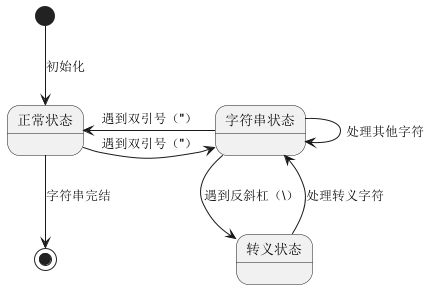 初始化
正常状态
遇到双引号（"）
字符串状态
处理其他字符
遇到双引号（"）
字符串完结
遇到反斜杠（\）
处理转义字符
转义状态